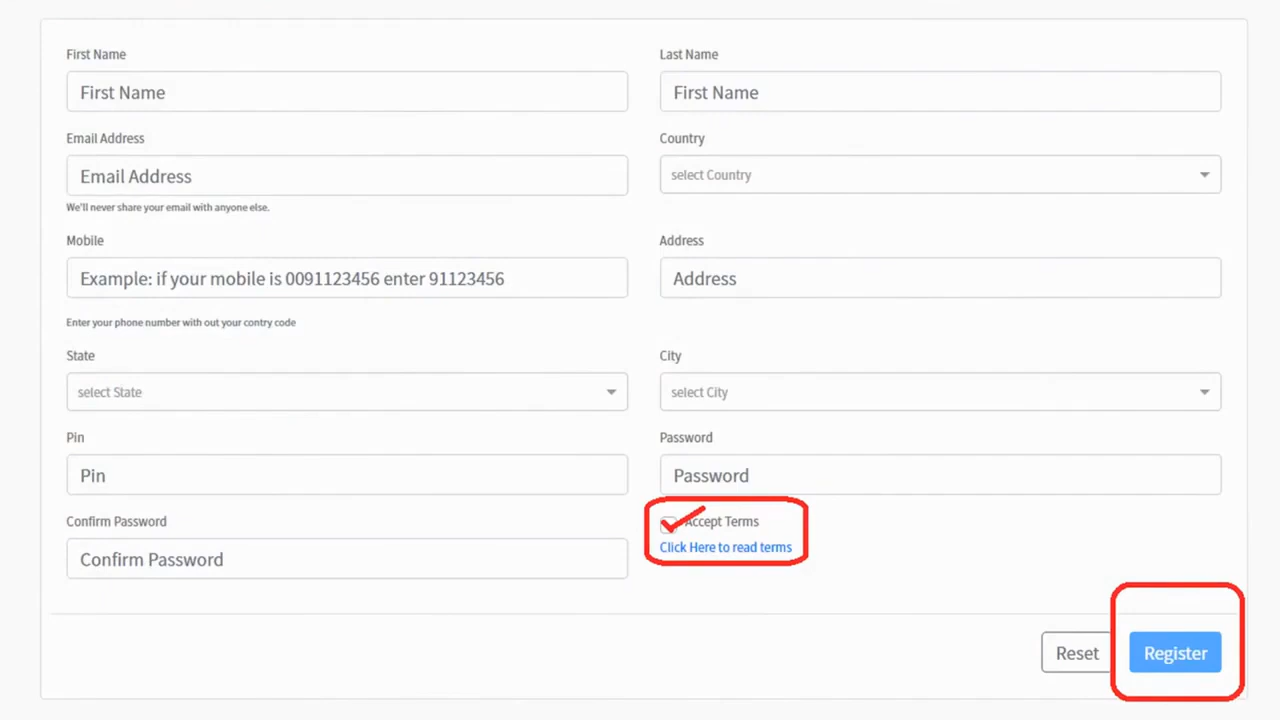 First Name
Last Name
First Name
First Name
Email Address
Country
Email Address
select Country
We'll never share your email with anyone else.
Mobile
Address
Example: if your mobile is 0091123456 enter 91123456
Address
Enter your phone number with out your contry code
State
City
select State
select City
Pin
Password
Pin
Password
Confirm Password
Accept Terms
Confirm Password
Click Here to read terms
Reset
Register